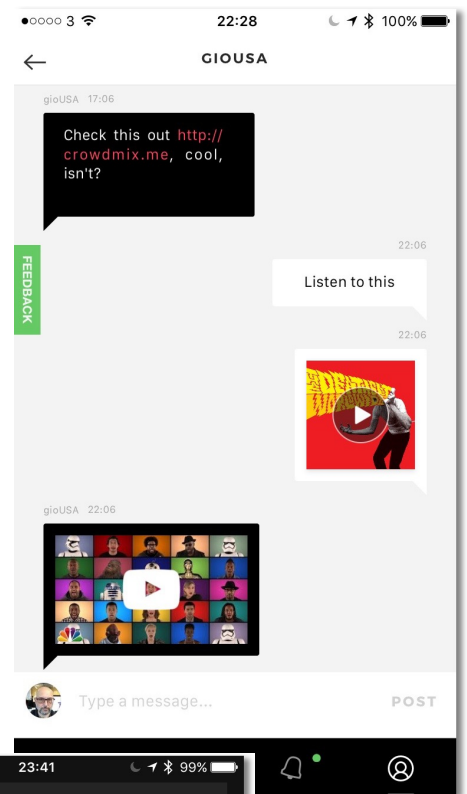 3 22:28 100%
GIOUSA
gioUSA 17:06
Check this out http://
crowdmix.me, cool,
isn't?
22:06
FEEDBACK
Listen to this
22:06
gioUSA 22:06
Type a message... POST
23:41 99%